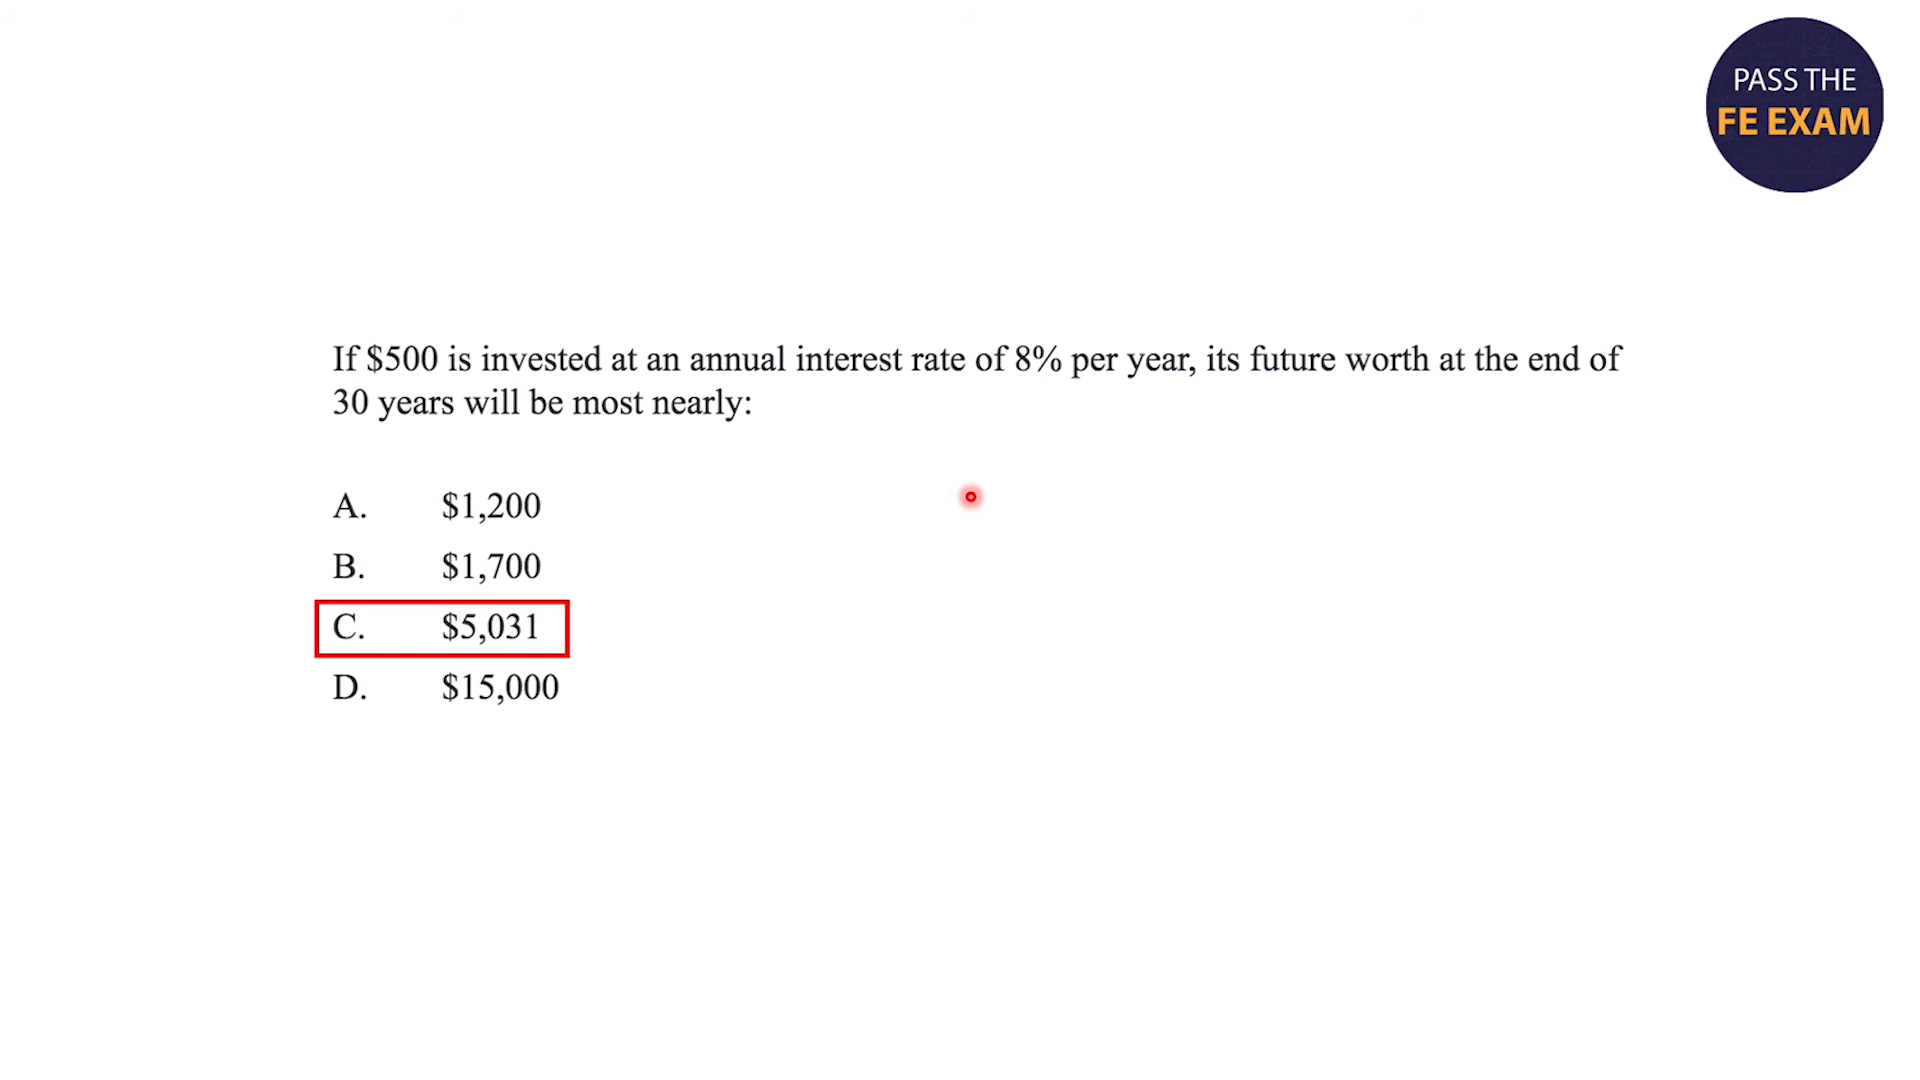 PASS THE
FE EXAM
If $500 is invested at an annual interest rate of 8% per year, its future worth at the end of
30 years will be most nearly:
A. $1,200
B. $1,700
C. $5,031
D. $15,000